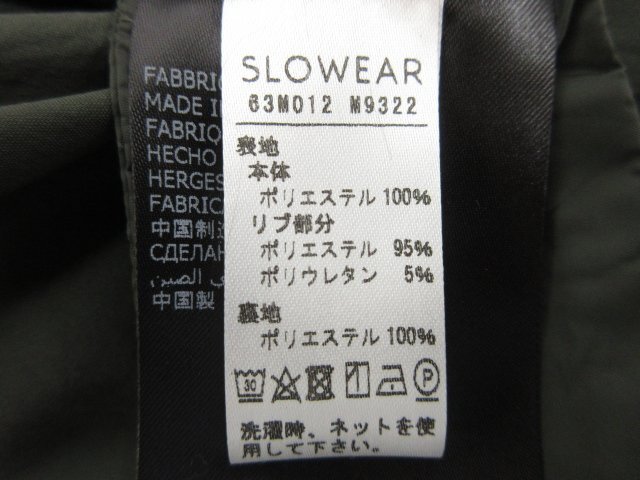 SLOWEAR
63M012 M9322
表地
本体
ポリエステル 100%
リブ部分
ポリエステル 95%
ポリウレタン 5%
裏地
ポリエステル 100%
30 P
洗濯時、ネットを使
用して下さい。
FABBRIC
MADE I
FABRIQ
HECHO
HERGES
FABRICA
中国制造
СДЕЛАН
الصين
中国製